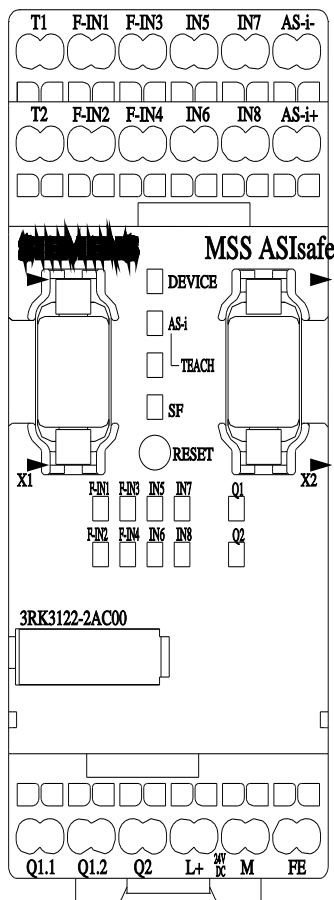 T1 F-IN1 F-IN3 IN5 IN7 AS-i-
T2 F-IN2 F-IN4 IN6 IN8 AS-i+
MSS ASIsafe
DEVICE
AS-i
TEACH
SF
RESET
X1 X2
F-IN1 F-IN3 IN5 IN7 Q1
F-IN2 F-IN4 IN6 IN8 Q2
3RK3122-2AC00
Q1.1 Q1.2 Q2 L+ 24V DC M FE